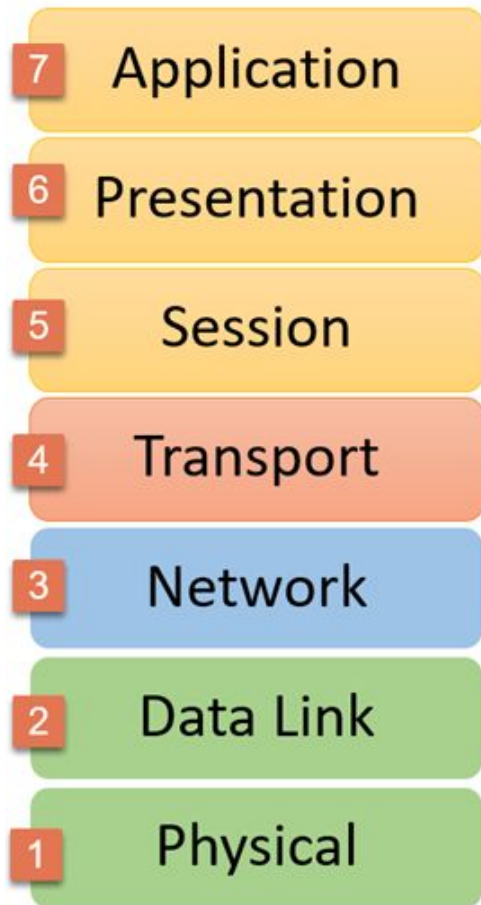 7 Application
6 Presentation
5 Session
4 Transport
3 Network
2 Data Link
1 Physical